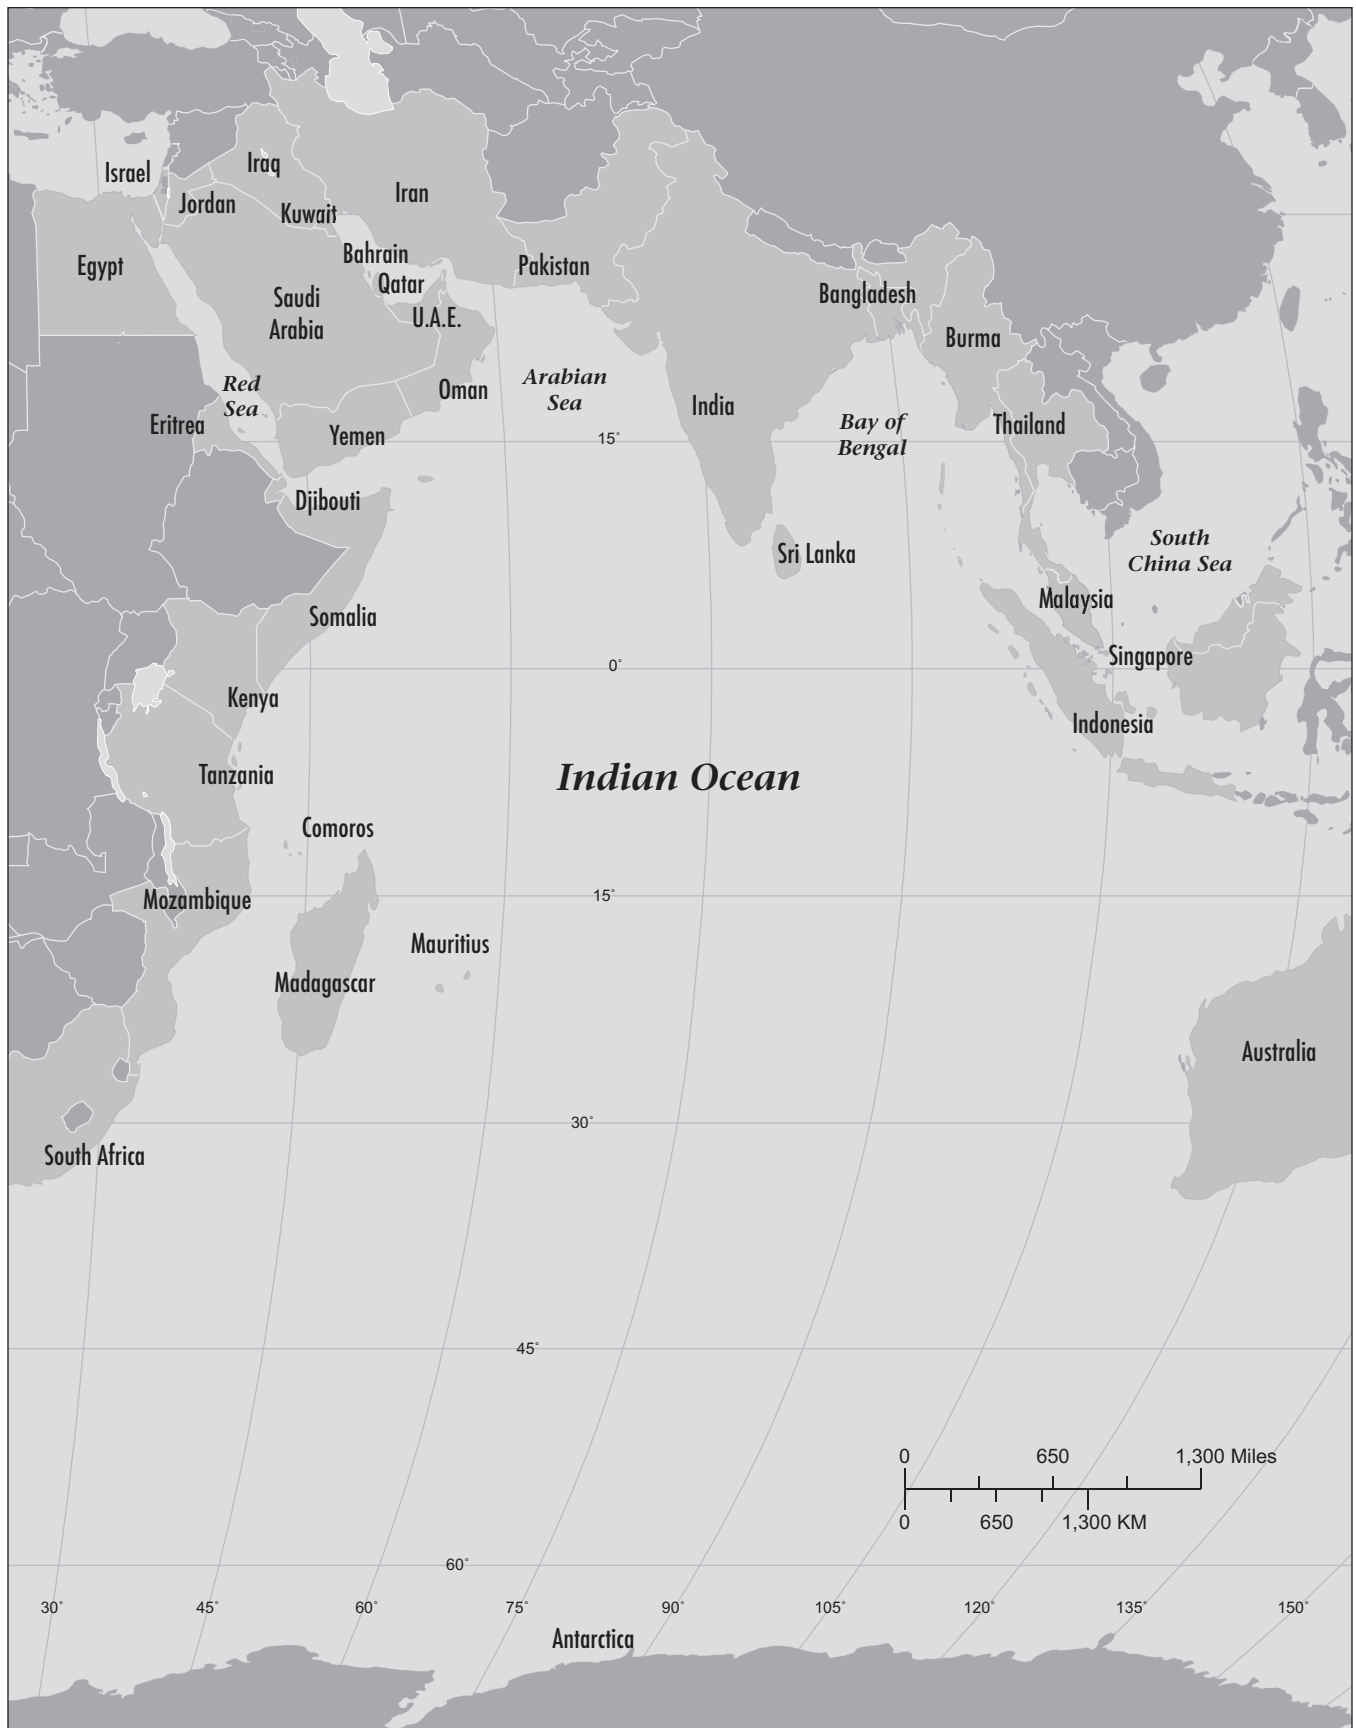 Israel
Iraq
Iran
Jordan
Kuwait
Egypt
Bahrain
Pakistan
Qatar
Saudi
Arabia
U.A.E.
Bangladesh
Burma
Red
Sea
Oman
Arabian
Sea
India
Eritrea
Yemen
15°
Bay of
Bengal
Thailand
Djibouti
Sri Lanka
South
China Sea
Somalia
Malaysia
0°
Singapore
Kenya
Indonesia
Tanzania
Indian Ocean
Comoros
Mozambique
15°
Mauritius
Madagascar
Australia
30°
South Africa
45°
0 650 1,300 Miles
0 650 1,300 KM
60°
30° 45° 60° 75° 90° 105° 120° 135° 150°
Antarctica